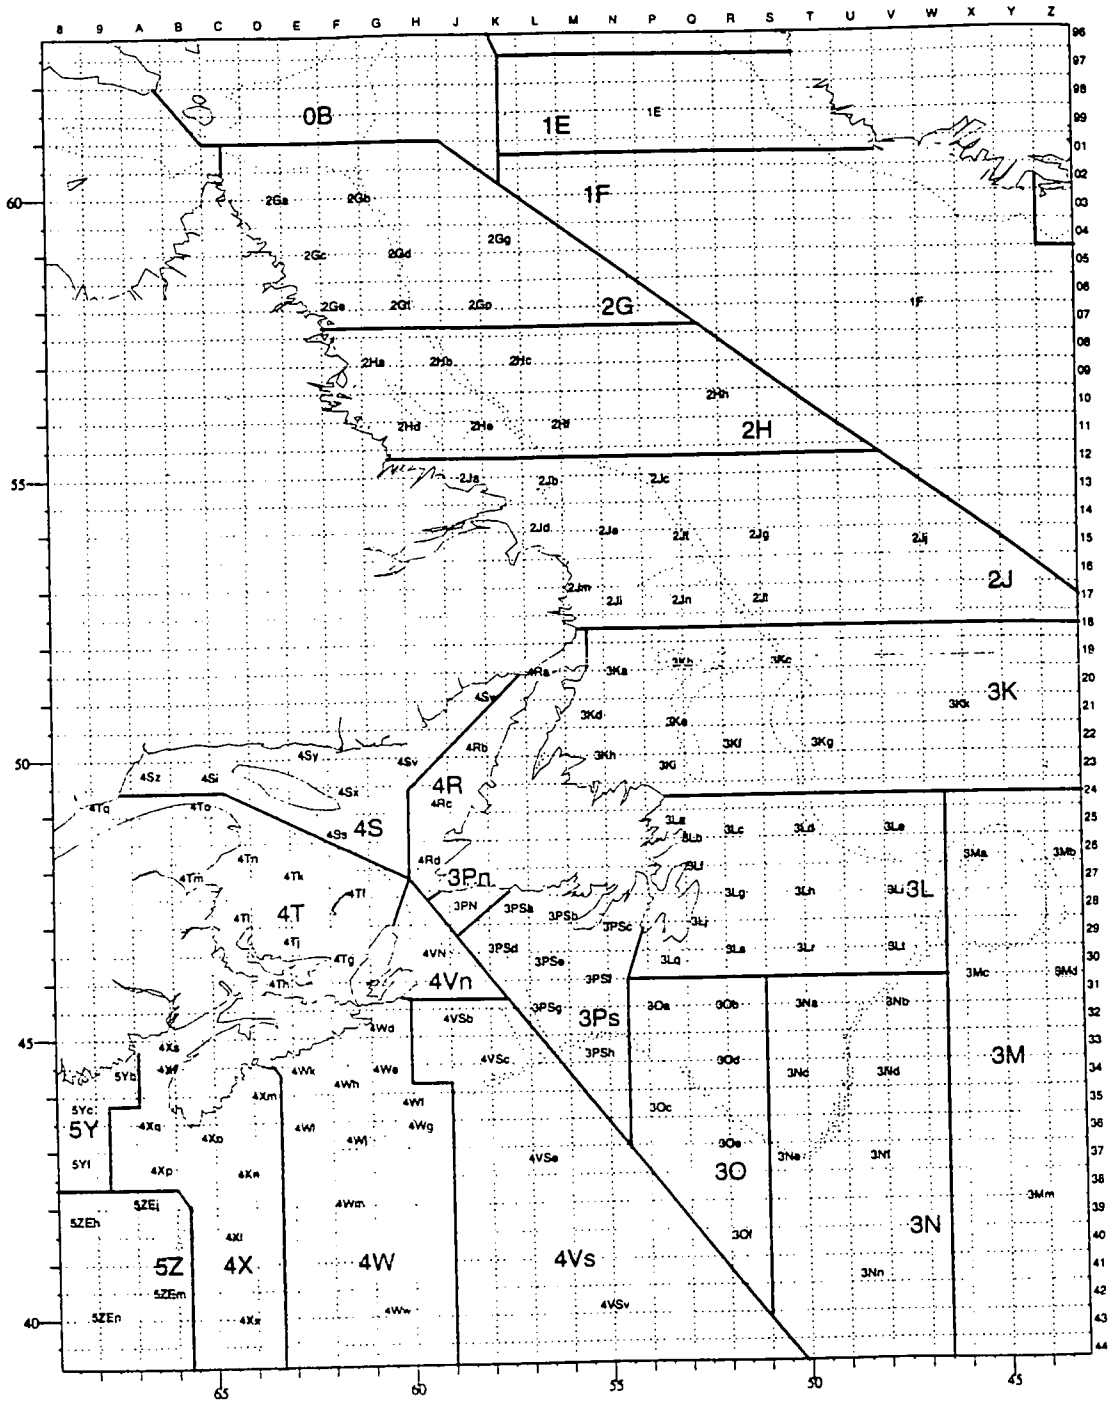 8 9 A B C D E F G H J K L M N O P Q R S T U V W X Y Z
96
97
98
0B 1E 1E 99
01
02
60 2Ga 2Gb 1F 03
2Gg 04
2Gc 2Gd 05
06
2Ge 2Gf 2Go 2G 1F 07
08
2Ha 2Hb 2Hc 09
2Hh 10
2Hd 2He 2Hf 2H 11
12
55 2Ja 2Jb 2Jc 13
14
2Jd 2Je 2Jf 2Jg 2Jj 15
16
2Jm 2Ji 2Jn 2Jl 2J 17
18
19
4Ra 3Ka 3Kb 3Kc 20
3K
3Kk 21
3Kd 3Ke
4Rb 3Kf 3Kg 22
50 4Sy 4Sv 3Kh 3Ki 23
4Sz 4Si 4Sx 4R 24
4Tq 4To 4Rc
4Ss 4S 3La 3Lb 3Lc 3Ld 3Le 25
4Tn 4Rd 3Lf 3Ma 3Mb 26
4Tm 4Tk 4Tf 3Pn 3Lg 3Lh 3Li 3L 27
4Tl 4T 3PN 3PSa 3PSb 3PSc 3Lj 28
4Tj 29
4Tg 4VN 3PSd 3PSe 3Lq 3Ls 3Lr 3Lt 30
4Th 4Vn 3PSf 3Mc 3Md 31
3PSg 3Oa 3Ob 3Na 3Nb
4VSb 3Ps 32
45 4Xs 4Wd 3PSh 33
5Yb 4Wk 4We 4VSc 3Od 3Nc 3Nd 3M 34
4Xm 4Wh 35
5Yc 4Wf 3Oc
5Y 4Xq 4Xo 4Wi 4Wj 4Wg 36
5Yf 4Xp 4Xn 4VSe 3Oe 3Ne 3Nf 37
3O 38
5ZEj 4Wm 3Mm 39
5ZEh
4Xl 3Of 3N 40
5Z 4X 4W 4Vs 3Nn 41
5ZEm 42
40 5ZEn 4Xx 4Ww 4VSv 43
44
65 60 55 50 45